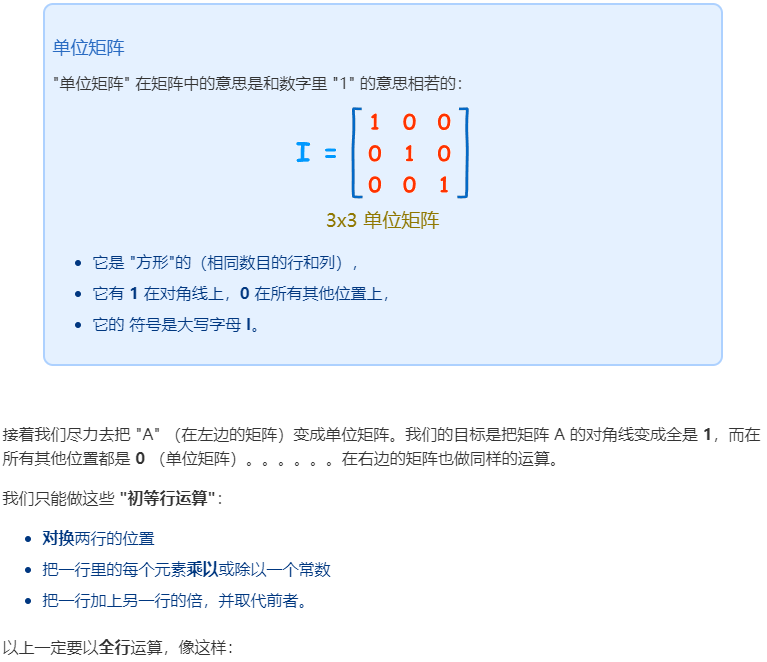 单位矩阵
"单位矩阵" 在矩阵中的意思是和数字里 "1" 的意思相若的：
1 0 0
I = 0 1 0
0 0 1
3x3 单位矩阵
它是 "方形"的（相同数目的行和列），
它有 1 在对角线上，0 在所有其他位置上，
它的 符号是大写字母 I。
接着我们尽力去把 "A" （在左边的矩阵）变成单位矩阵。我们的目标是把矩阵 A 的对角线变成全是 1，而在
所有其他位置都是 0 （单位矩阵）。。。。。。在右边的矩阵也做同样的运算。
我们只能做这些 "初等行运算"：
对换两行的位置
把一行里的每个元素乘以或除以一个常数
把一行加上另一行的倍，并取代前者。
以上一定要以全行运算，像这样：